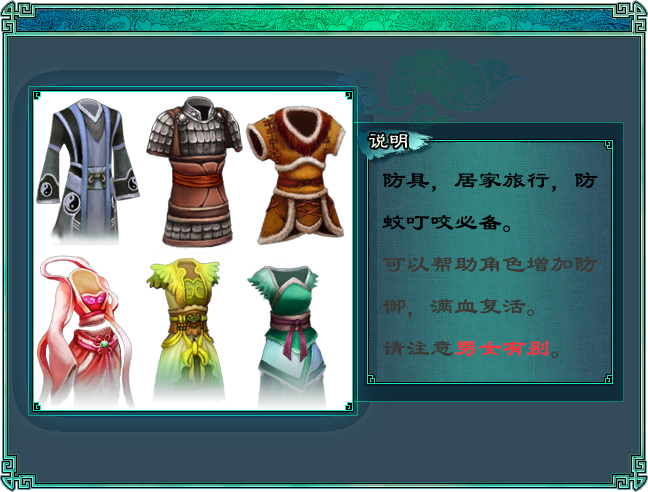 说明
防具，居家旅行，防
蚊叮咬必备。
可以帮助角色增加防
御，满血复活。
请注意男女有别。